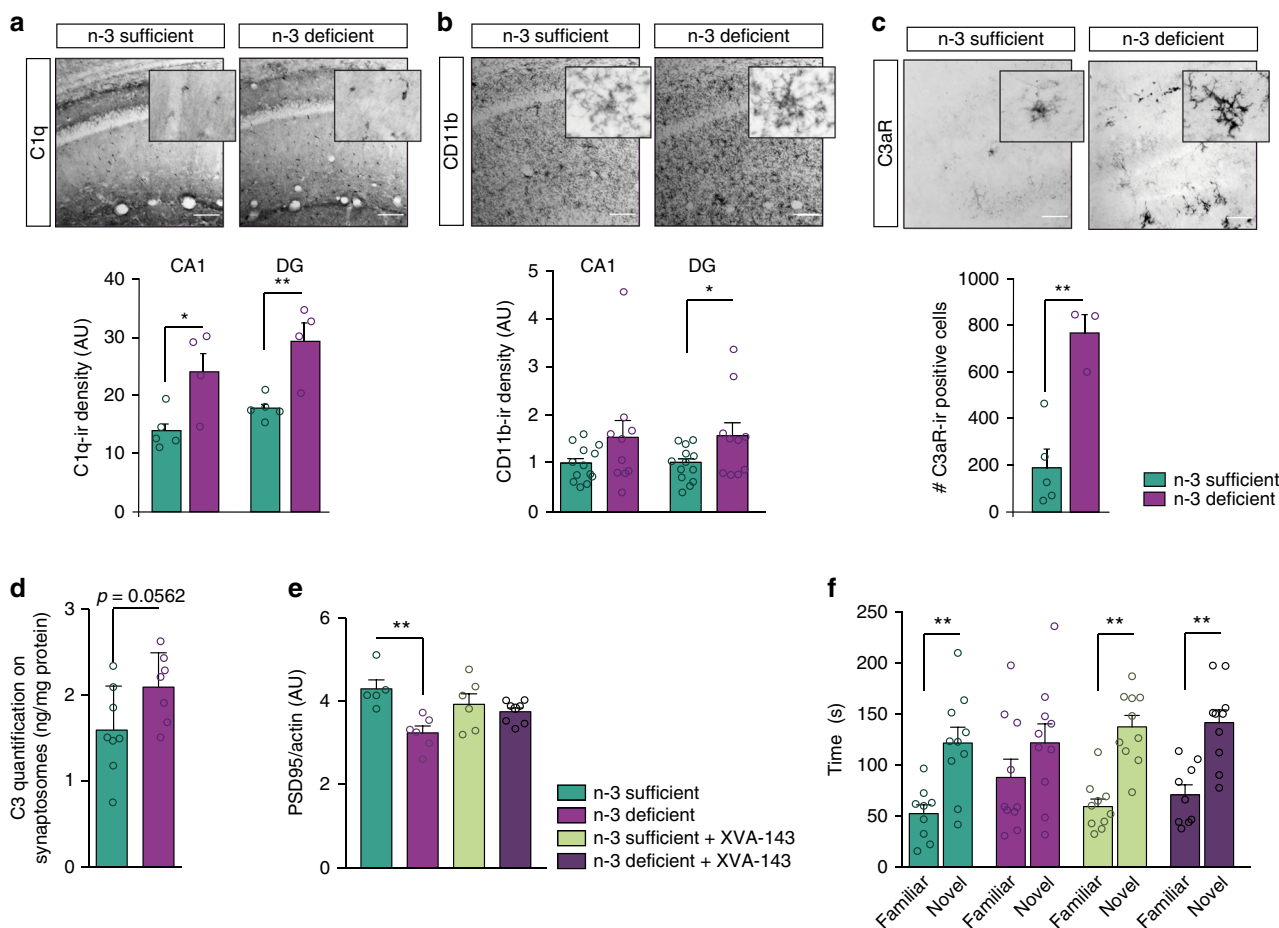 a
n-3 sufficient
n-3 deficient
C1q
C1q-ir density (AU)
40
30
20
10
0
CA1
DG
*
**
b
n-3 sufficient
n-3 deficient
CD11b
CD11b-ir density (AU)
5
4
3
2
1
0
CA1
DG
*
c
n-3 sufficient
n-3 deficient
C3aR
# C3aR-ir positive cells
1000
800
600
400
200
0
**
n-3 sufficient
n-3 deficient
d
C3 quantification on
synaptosomes (ng/mg protein)
3
2
1
0
p = 0.0562
e
PSD95/actin (AU)
6
4
2
0
**
n-3 sufficient
n-3 deficient
n-3 sufficient + XVA-143
n-3 deficient + XVA-143
f
Time (s)
250
200
150
100
50
0
**
**
**
Familiar
Novel
Familiar
Novel
Familiar
Novel
Familiar
Novel